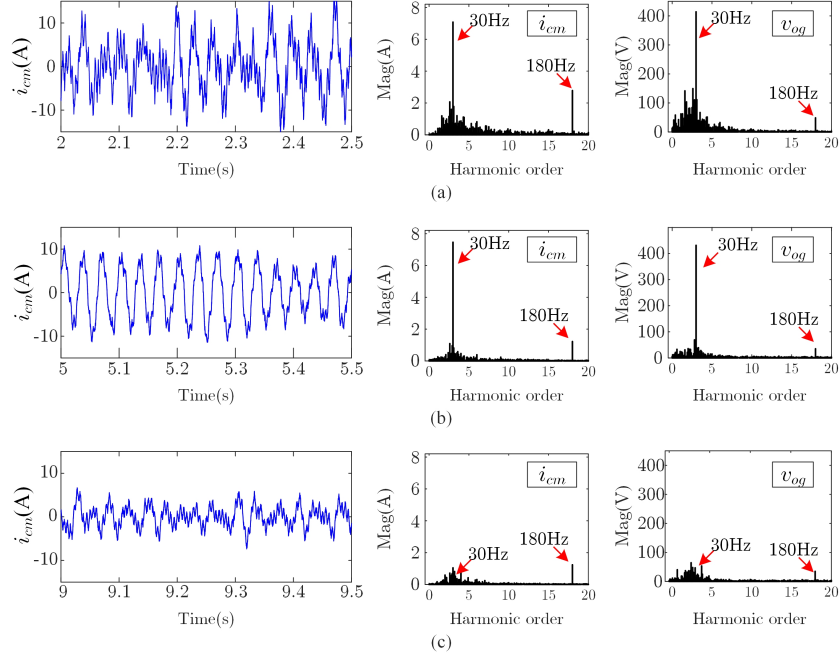 i_cm(A)
10
0
-10
2
2.1
2.2
2.3
2.4
2.5
Time(s)
Mag(A)
8
6
4
2
0
0
5
10
15
20
Harmonic order
30Hz
180Hz
i_cm
Mag(V)
400
300
200
100
0
0
5
10
15
20
Harmonic order
30Hz
180Hz
v_og
(a)
i_cm(A)
10
0
-10
5
5.1
5.2
5.3
5.4
5.5
Time(s)
Mag(A)
8
6
4
2
0
0
5
10
15
20
Harmonic order
30Hz
180Hz
i_cm
Mag(V)
400
300
200
100
0
0
5
10
15
20
Harmonic order
30Hz
180Hz
v_og
(b)
i_cm(A)
10
0
-10
9
9.1
9.2
9.3
9.4
9.5
Time(s)
Mag(A)
8
6
4
2
0
0
5
10
15
20
Harmonic order
30Hz
180Hz
i_cm
Mag(V)
400
300
200
100
0
0
5
10
15
20
Harmonic order
30Hz
180Hz
v_og
(c)